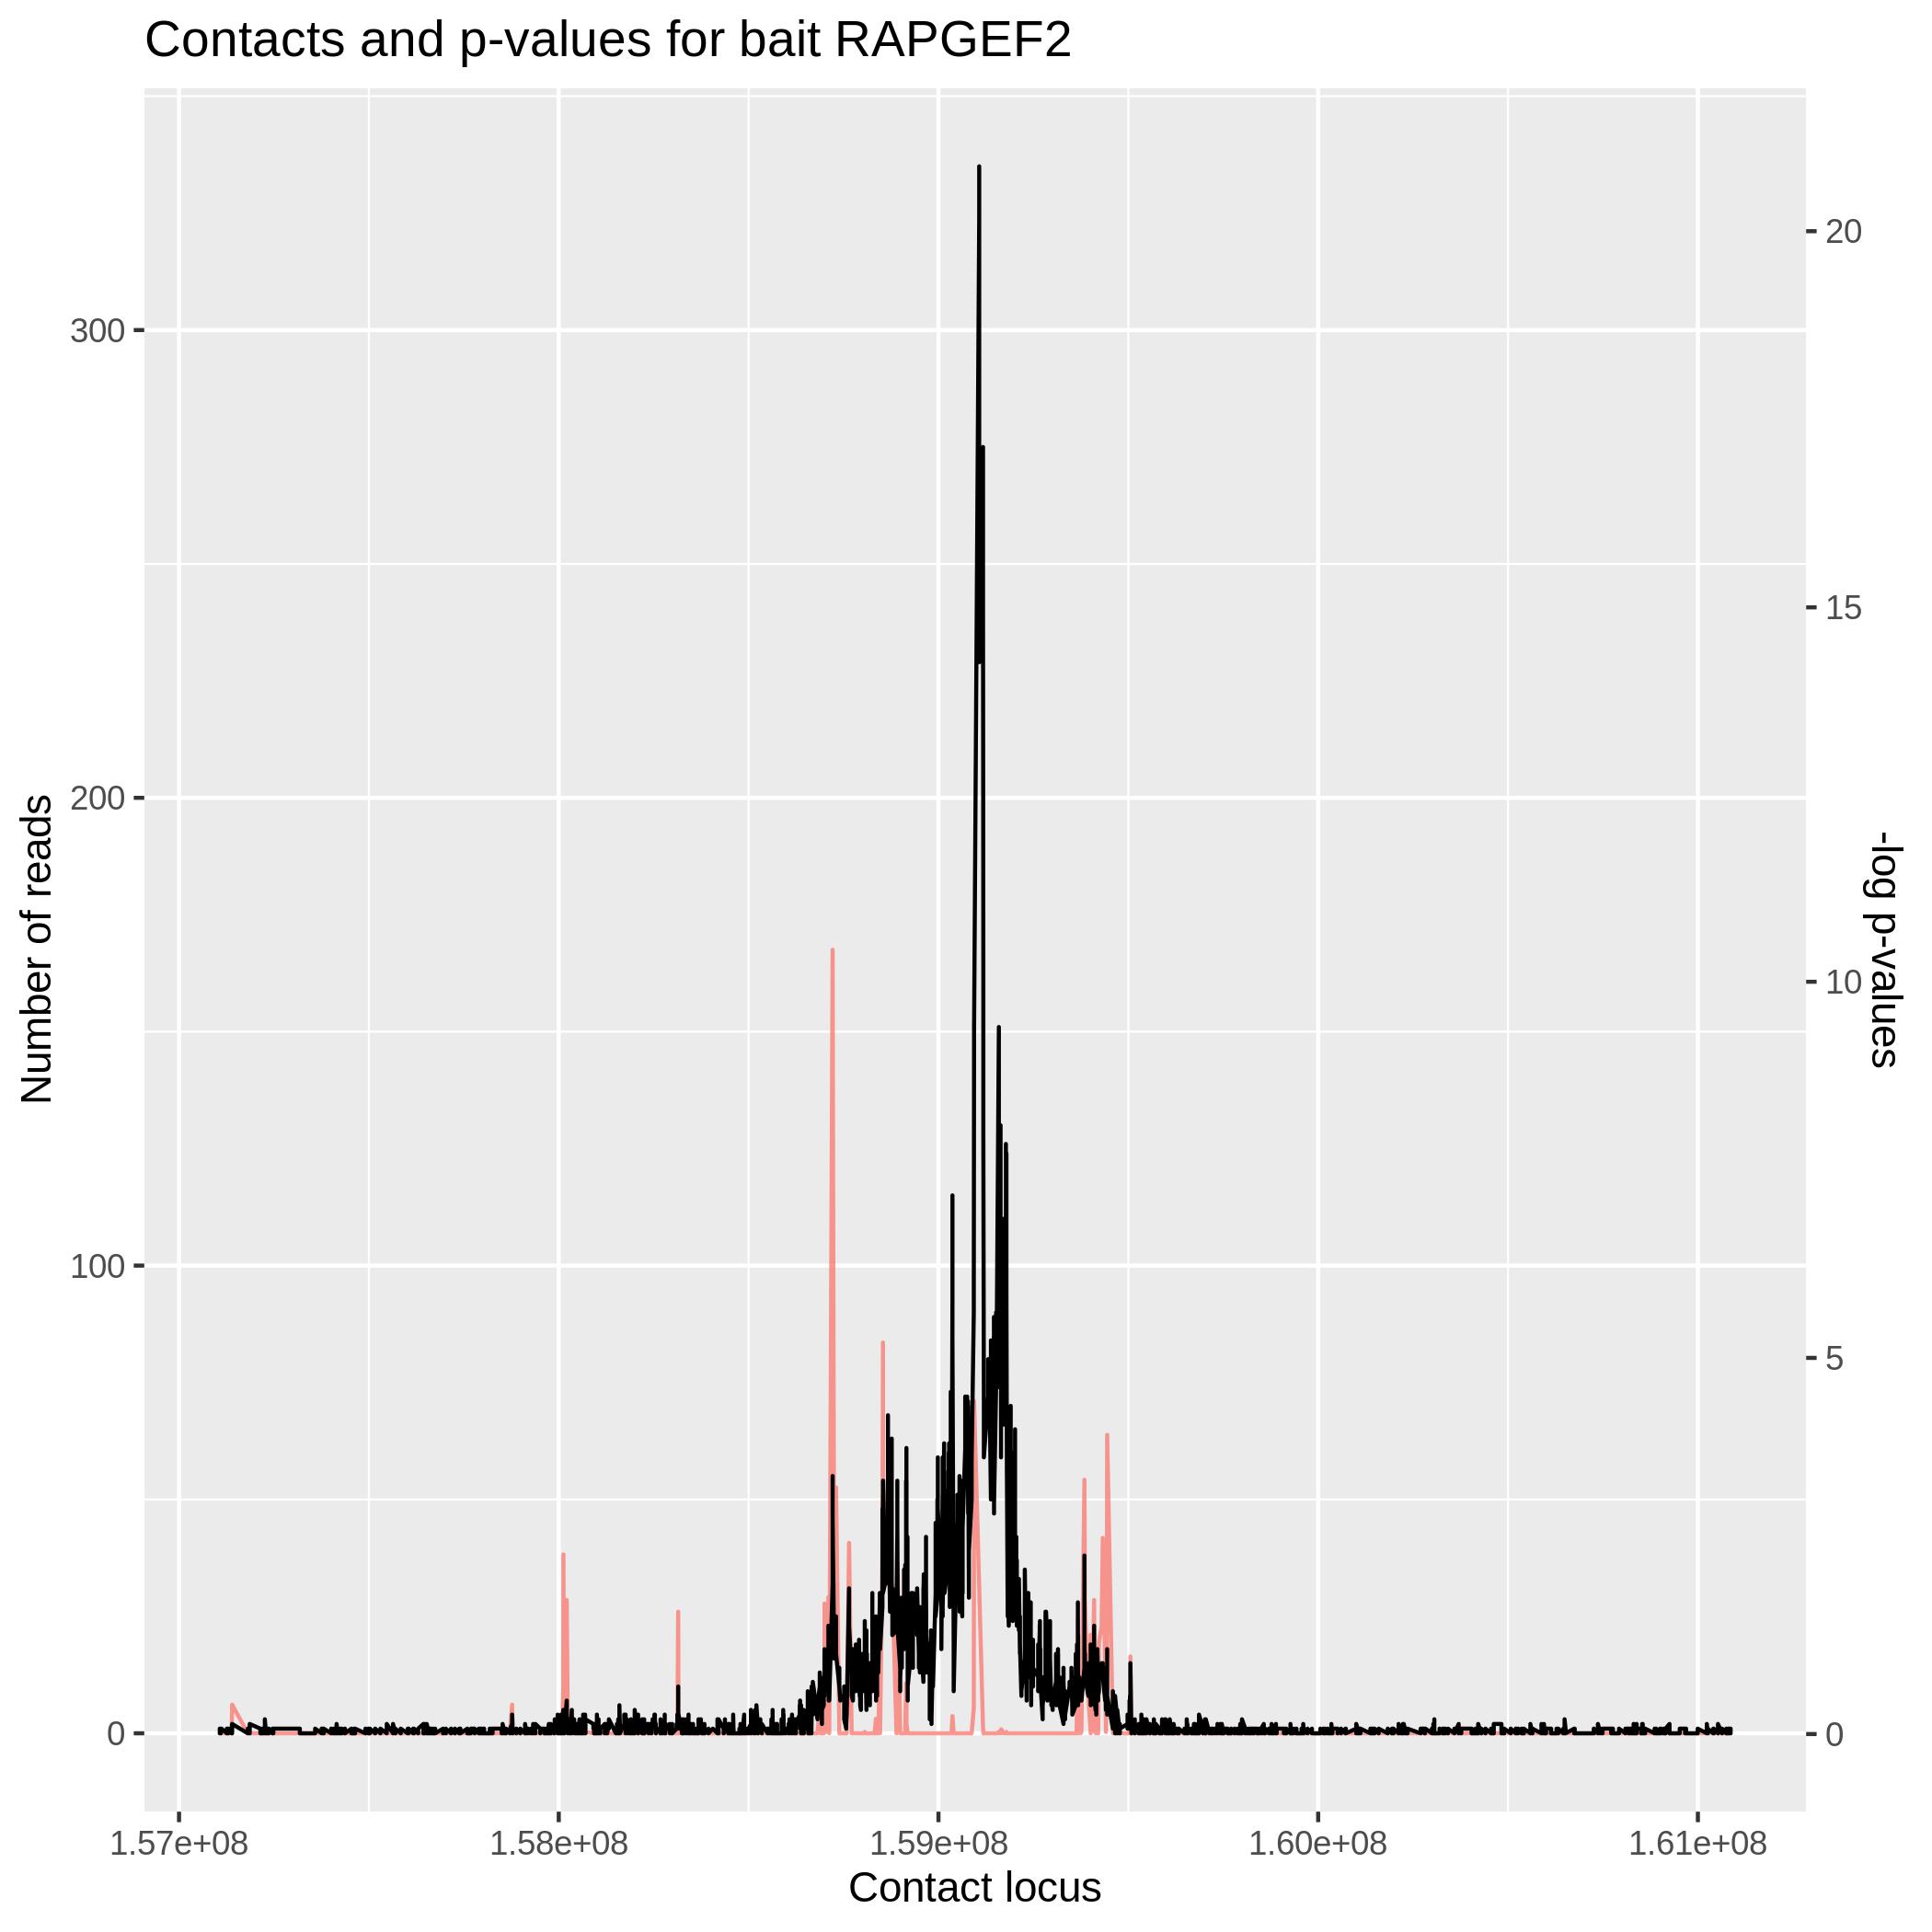 Contacts and p-values for bait RAPGEF2
Number of reads
300
200
100
0
20
15
10
5
0
-log p-values
1.57e+08 1.58e+08 1.59e+08 1.60e+08 1.61e+08
Contact locus